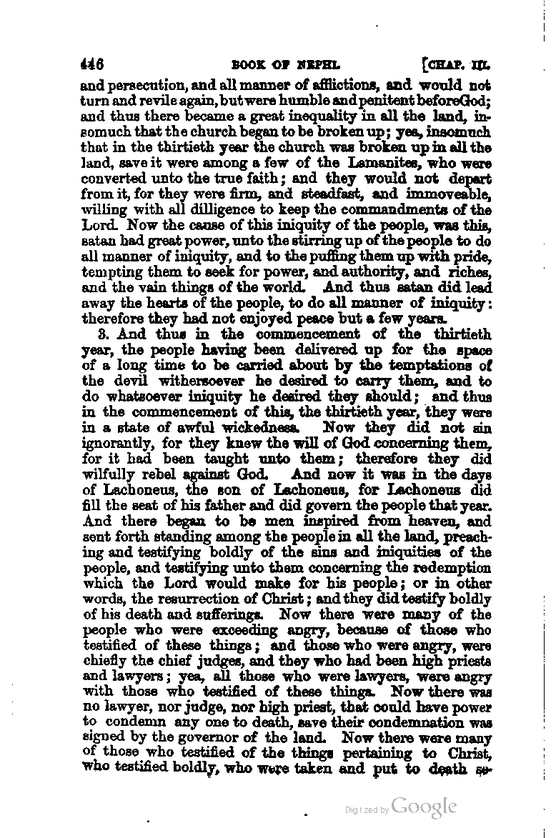 446 BOOK OF NEPHI. [CHAP. III.
and persecution, and all manner of afflictions, and would not
turn and revile again, but were humble and penitent before God;
and thus there became a great inequality in all the land, in-
somuch that the church began to be broken up; yea, insomuch
that in the thirtieth year the church was broken up in all the
land, save it were among a few of the Lamanites, who were
converted unto the true faith; and they would not depart
from it, for they were firm, and steadfast, and immoveable,
willing with all dilligence to keep the commandments of the
Lord. Now the cause of this iniquity of the people, was this,
satan had great power, unto the stirring up of the people to do
all manner of iniquity, and to the puffing them up with pride,
tempting them to seek for power, and authority, and riches,
and the vain things of the world. And thus satan did lead
away the hearts of the people, to do all manner of iniquity:
therefore they had not enjoyed peace but a few years.
3. And thus in the commencement of the thirtieth
year, the people having been delivered up for the space
of a long time to be carried about by the temptations of
the devil withersoever he desired to carry them, and to
do whatsoever iniquity he desired they should; and thus
in the commencement of this, the thirtieth year, they were
in a state of awful wickedness. Now they did not sin
ignorantly, for they knew the will of God concerning them,
for it had been taught unto them; therefore they did
wilfully rebel against God. And now it was in the days
of Lachoneus, the son of Lachoneus, for Lachoneus did
fill the seat of his father and did govern the people that year.
And there began to be men inspired from heaven, and
sent forth standing among the people in all the land, preach-
ing and testifying boldly of the sins and iniquities of the
people, and testifying unto them concerning the redemption
which the Lord would make for his people; or in other
words, the resurrection of Christ; and they did testify boldly
of his death and sufferings. Now there were many of the
people who were exceeding angry, because of those who
testified of these things; and those who were angry, were
chiefly the chief judges, and they who had been high priests
and lawyers; yea, all those who were lawyers, were angry
with those who testified of these things. Now there was
no lawyer, nor judge, nor high priest, that could have power
to condemn any one to death, save their condemnation was
signed by the governor of the land. Now there were many
of those who testified of the things pertaining to Christ,
who testified boldly, who were taken and put to death se-
Digitized by Google